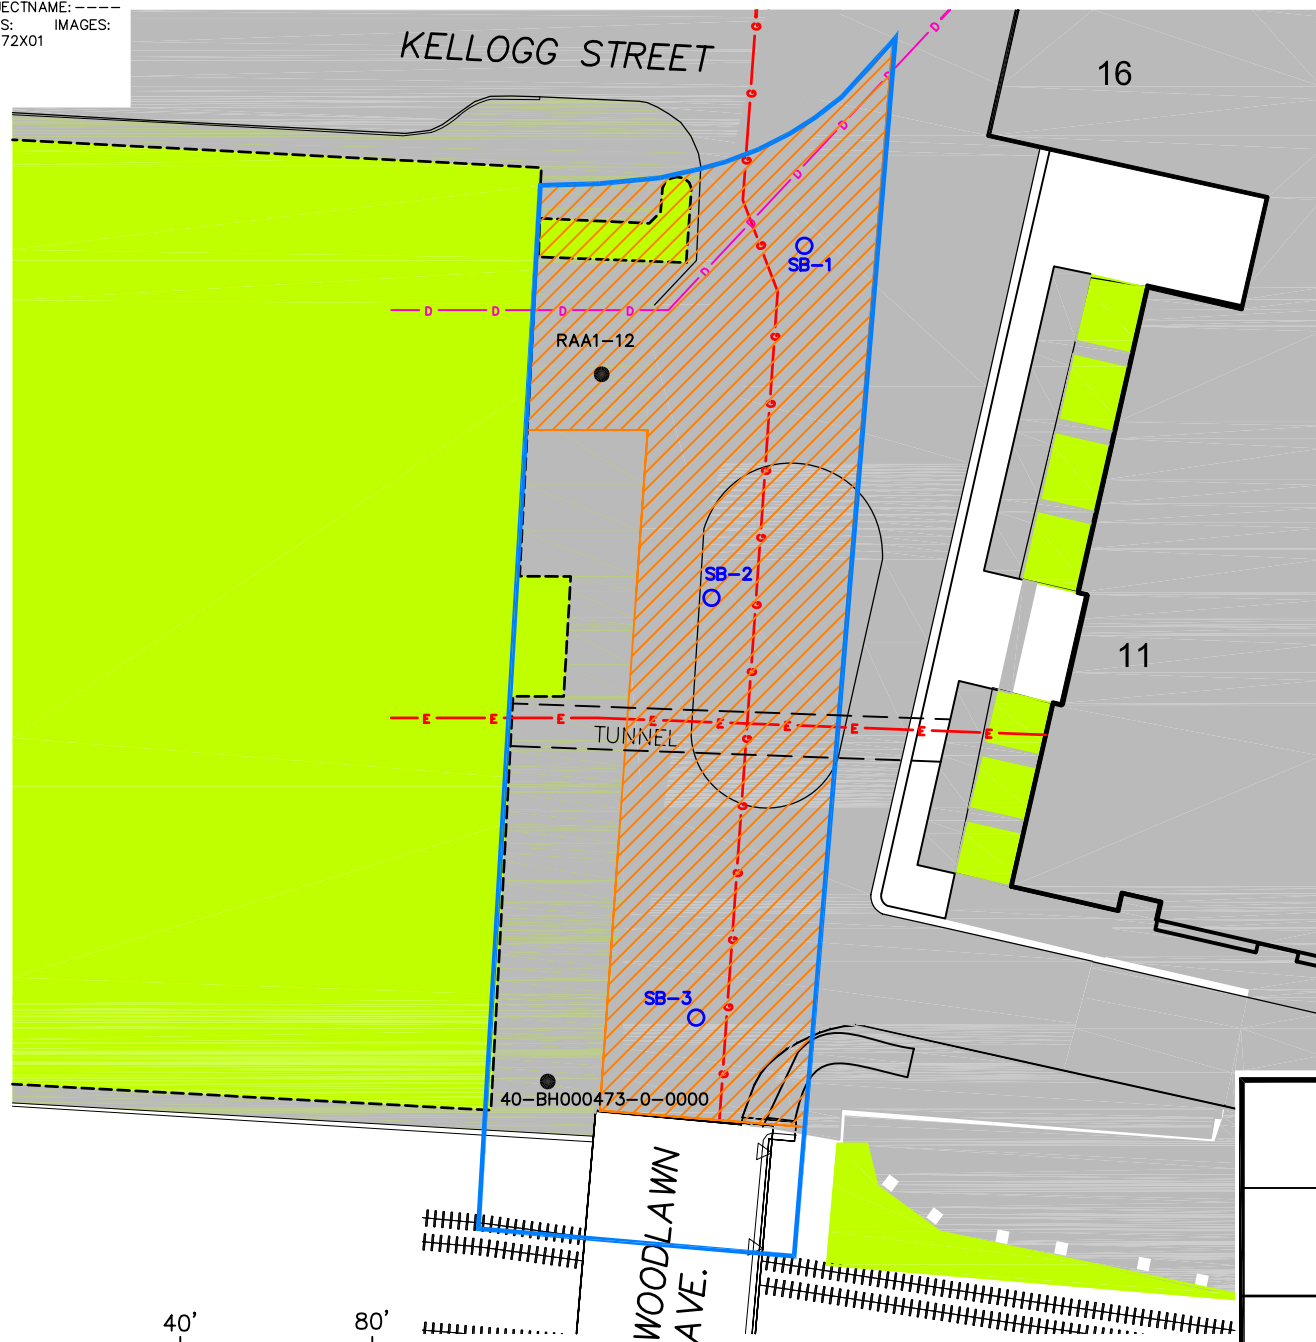 ECTNAME: ----
S: IMAGES:
72X01
KELLOGG STREET
16
SB-1
RAA1-12
SB-2
11
TUNNEL
SB-3
40-BH000473-0-0000
WOODLAWN
AVE.
40'
80'
G
G
G
G
G
G
G
G
G
G
G
G
G
G
D
D
D
D
D
D
D
D
D
E
E
E
E
E
E
E
E
E